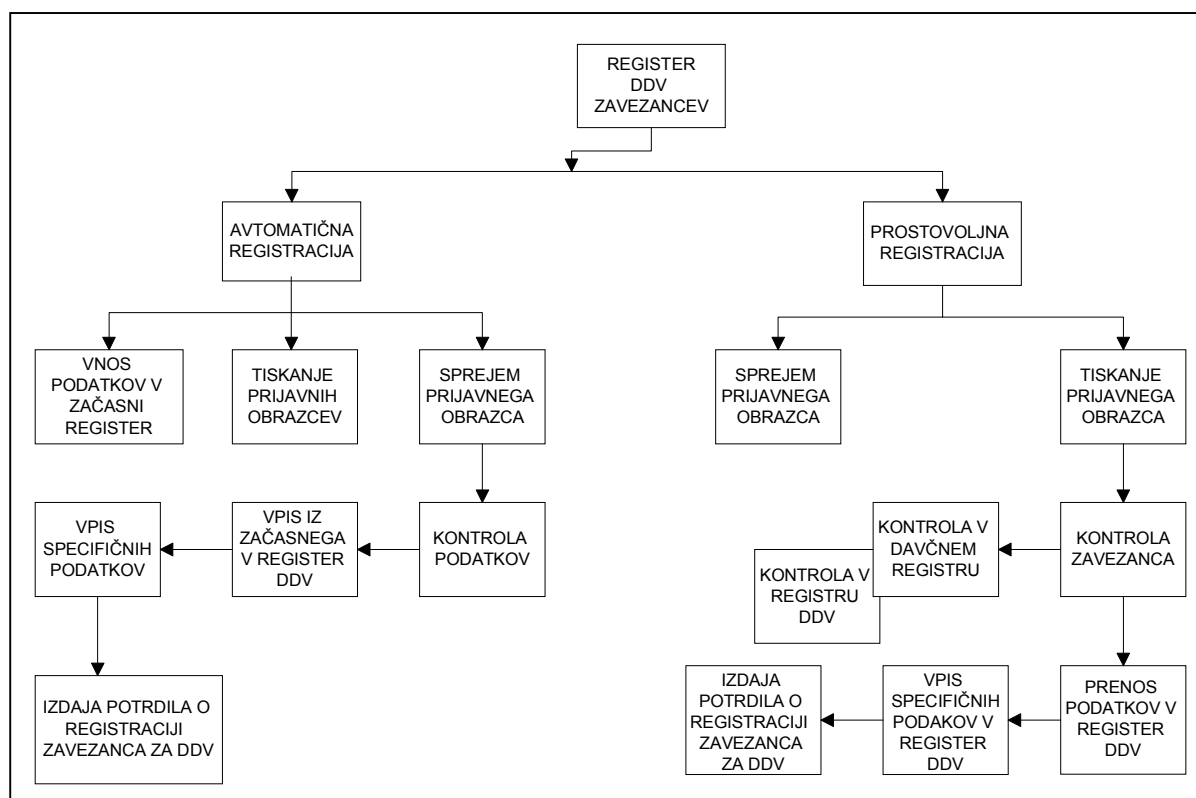 REGISTER
DDV
ZAVEZANCEV
AVTOMATIČNA
REGISTRACIJA
PROSTOVOLJNA
REGISTRACIJA
VNOS
PODATKOV V
ZAČASNI
REGISTER
TISKANJE
PRIJAVNIH
OBRAZCEV
SPREJEM
PRIJAVNEGA
OBRAZCA
SPREJEM
PRIJAVNEGA
OBRAZCA
TISKANJE
PRIJAVNEGA
OBRAZCA
VPIS
SPECIFIČNIH
PODATKOV
VPIS IZ
ZAČASNEGA
V REGISTER
DDV
KONTROLA
PODATKOV
KONTROLA V
REGISTRU
DDV
KONTROLA V
DAVČNEM
REGISTRU
KONTROLA
ZAVEZANCA
IZDAJA POTRDILA O
REGISTRACIJI
ZAVEZANCA ZA DDV
IZDAJA
POTRDILA O
REGISTRACIJI
ZAVEZANCA
ZA DDV
VPIS
SPECIFIČNIH
PODAKOV V
REGISTER
DDV
PRENOS
PODATKOV V
REGISTER
DDV